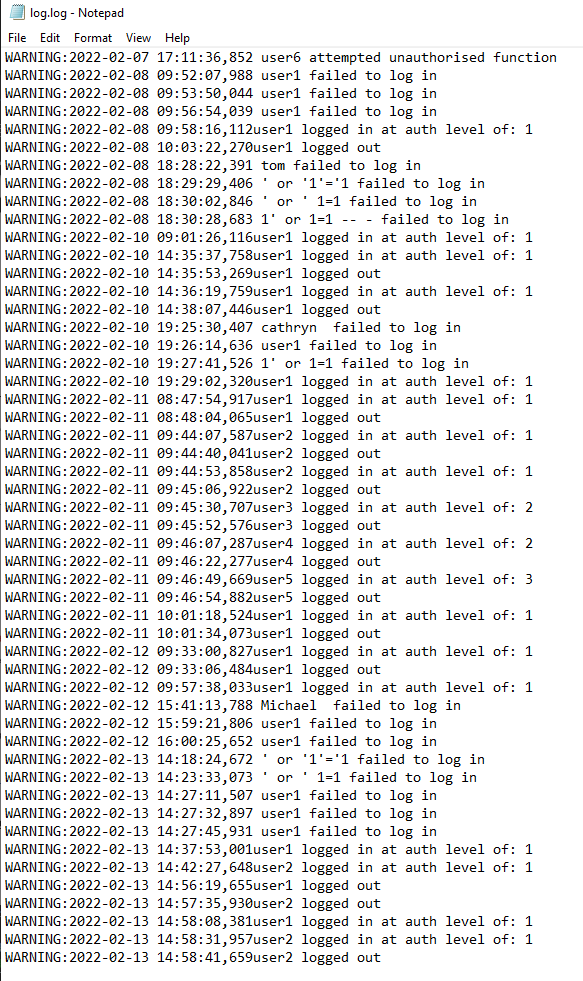 log.log - Notepad
File Edit Format View Help
WARNING:2022-02-07 17:11:36,852 user6 attempted unauthorised function
WARNING:2022-02-08 09:52:07,988 user1 failed to log in
WARNING:2022-02-08 09:53:50,044 user1 failed to log in
WARNING:2022-02-08 09:56:54,039 user1 failed to log in
WARNING:2022-02-08 09:58:16,112user1 logged in at auth level of: 1
WARNING:2022-02-08 10:03:22,270user1 logged out
WARNING:2022-02-08 18:28:22,391 tom failed to log in
WARNING:2022-02-08 18:29:29,406 ' or '1'='1 failed to log in
WARNING:2022-02-08 18:30:02,846 ' or ' 1=1 failed to log in
WARNING:2022-02-08 18:30:28,683 1' or 1=1 -- - failed to log in
WARNING:2022-02-10 09:01:26,116user1 logged in at auth level of: 1
WARNING:2022-02-10 14:35:37,758user1 logged in at auth level of: 1
WARNING:2022-02-10 14:35:53,269user1 logged out
WARNING:2022-02-10 14:36:19,759user1 logged in at auth level of: 1
WARNING:2022-02-10 14:38:07,446user1 logged out
WARNING:2022-02-10 19:25:30,407 cathryn  failed to log in
WARNING:2022-02-10 19:26:14,636 user1 failed to log in
WARNING:2022-02-10 19:27:41,526 1' or 1=1 failed to log in
WARNING:2022-02-10 19:29:02,320user1 logged in at auth level of: 1
WARNING:2022-02-11 08:47:54,917user1 logged in at auth level of: 1
WARNING:2022-02-11 08:48:04,065user1 logged out
WARNING:2022-02-11 09:44:07,587user2 logged in at auth level of: 1
WARNING:2022-02-11 09:44:40,041user2 logged out
WARNING:2022-02-11 09:44:53,858user2 logged in at auth level of: 1
WARNING:2022-02-11 09:45:06,922user2 logged out
WARNING:2022-02-11 09:45:30,707user3 logged in at auth level of: 2
WARNING:2022-02-11 09:45:52,576user3 logged out
WARNING:2022-02-11 09:46:07,287user4 logged in at auth level of: 2
WARNING:2022-02-11 09:46:22,277user4 logged out
WARNING:2022-02-11 09:46:49,669user5 logged in at auth level of: 3
WARNING:2022-02-11 09:46:54,882user5 logged out
WARNING:2022-02-11 10:01:18,524user1 logged in at auth level of: 1
WARNING:2022-02-11 10:01:34,073user1 logged out
WARNING:2022-02-12 09:33:00,827user1 logged in at auth level of: 1
WARNING:2022-02-12 09:33:06,484user1 logged out
WARNING:2022-02-12 09:57:38,033user1 logged in at auth level of: 1
WARNING:2022-02-12 15:41:13,788 Michael  failed to log in
WARNING:2022-02-12 15:59:21,806 user1 failed to log in
WARNING:2022-02-12 16:00:25,652 user1 failed to log in
WARNING:2022-02-13 14:18:24,672 ' or '1'='1 failed to log in
WARNING:2022-02-13 14:23:33,073 ' or ' 1=1 failed to log in
WARNING:2022-02-13 14:27:11,507 user1 failed to log in
WARNING:2022-02-13 14:27:32,897 user1 failed to log in
WARNING:2022-02-13 14:27:45,931 user1 failed to log in
WARNING:2022-02-13 14:37:53,001user1 logged in at auth level of: 1
WARNING:2022-02-13 14:42:27,648user2 logged in at auth level of: 1
WARNING:2022-02-13 14:56:19,655user1 logged out
WARNING:2022-02-13 14:57:35,930user2 logged out
WARNING:2022-02-13 14:58:08,381user1 logged in at auth level of: 1
WARNING:2022-02-13 14:58:31,957user2 logged in at auth level of: 1
WARNING:2022-02-13 14:58:41,659user2 logged out